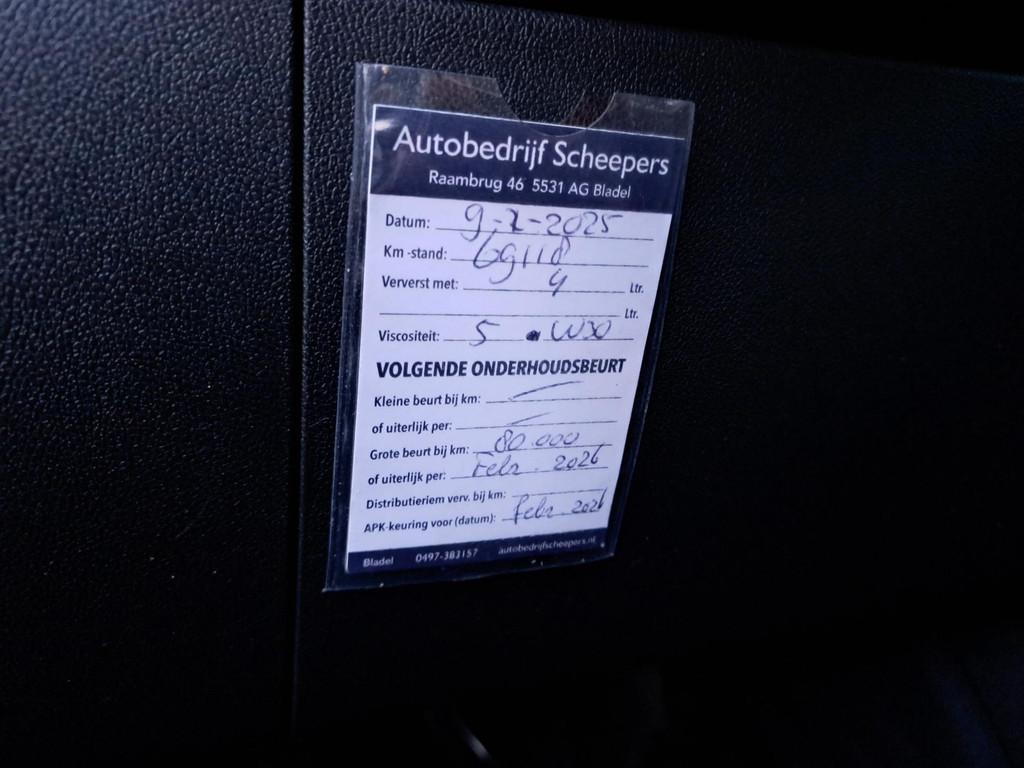 Autobedrijf Scheepers
Raambrug 46 5531 AG Bladel
Datum: 9-2-2025
Km-stand: 69118
Ververst met: 4 Ltr.
Ltr.
Viscositeit: 5 W30
VOLGENDE ONDERHOUDSBEURT
Kleine beurt bij km:
of uiterlijk per:
Grote beurt bij km: 80.000
of uiterlijk per: Febr. 2026
Distributieriem verv. bij km:
APK-keuring voor (datum): febr. 2026
Bladel 0497-383157 autobedrijfscheepers.nl